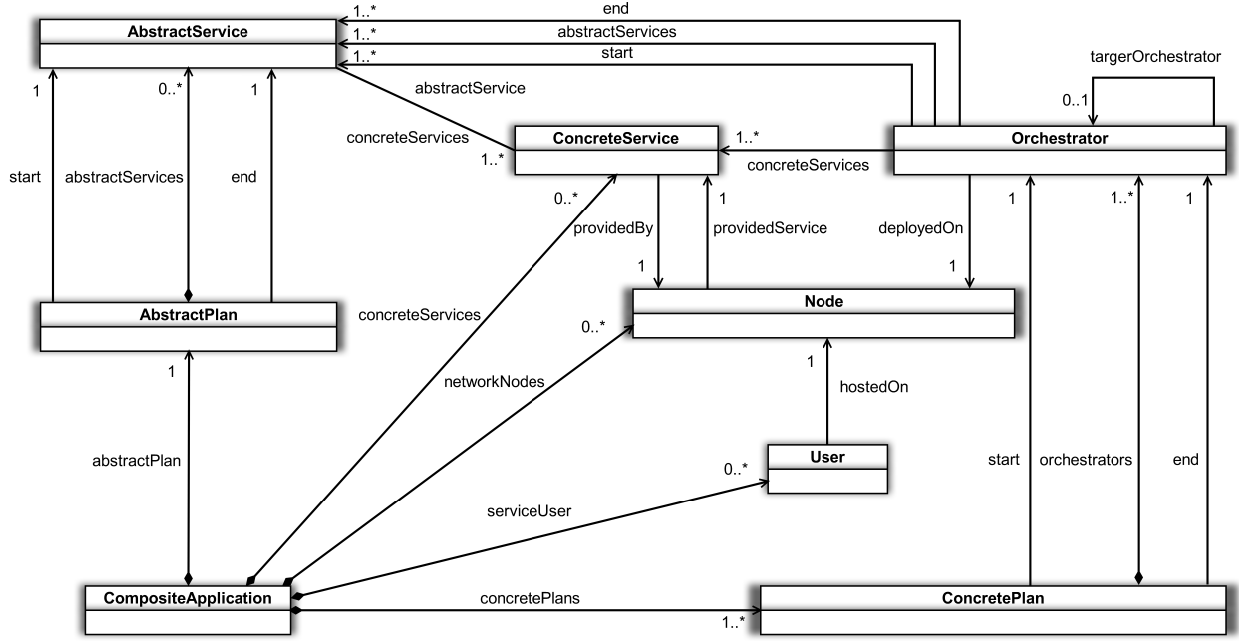 1..* end
AbstractService
1..* abstractServices
1..* start
targerOrchestrator
1 0..* 1
abstractService
0..1
concreteServices
ConcreteService
1..*
Orchestrator
1..*
concreteServices
start abstractServices end
0..* 1 1 1..* 1
providedBy providedService deployedOn
1 1
Node
AbstractPlan
concreteServices
0..*
1
networkNodes
1
hostedOn
abstractPlan
User
start orchestrators end
0..*
serviceUser
CompositeApplication
concretePlans
ConcretePlan
1..*